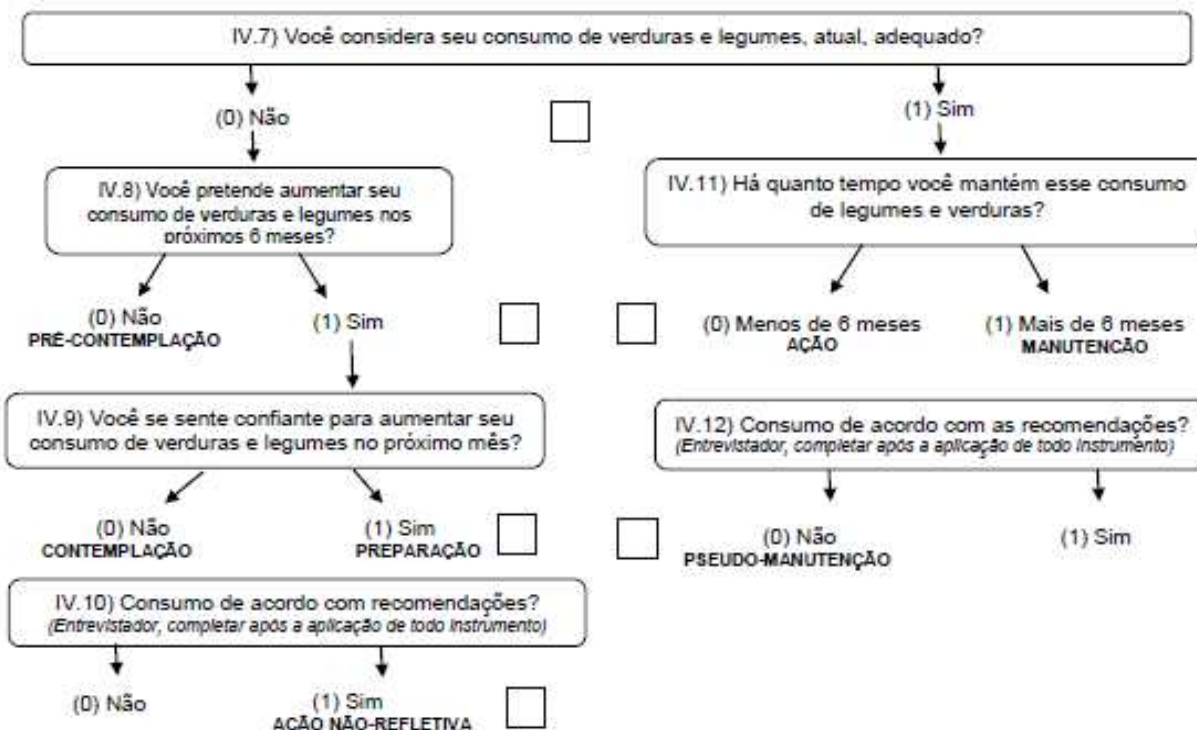 IV.7) Você considera seu consumo de verduras e legumes, atual, adequado?
(0) Não
(1) Sim
IV.8) Você pretende aumentar seu
consumo de verduras e legumes nos
próximos 6 meses?
IV.11) Há quanto tempo você mantém esse consumo
de legumes e verduras?
(0) Não
PRÉ-CONTEMPLAÇÃO
(1) Sim
(0) Menos de 6 meses
AÇÃO
(1) Mais de 6 meses
MANUTENCÃO
IV.9) Você se sente confiante para aumentar seu
consumo de verduras e legumes no próximo mês?
IV.12) Consumo de acordo com as recomendações?
(Entrevistador, completar após a aplicação de todo instrumento)
(0) Não
CONTEMPLAÇÃO
(1) Sim
PREPARAÇÃO
(0) Não
PSEUDO-MANUTENÇÃO
(1) Sim
IV.10) Consumo de acordo com recomendações?
(Entrevistador, completar após a aplicação de todo instrumento)
(0) Não
(1) Sim
AÇÃO NÃO-REFLETIVA